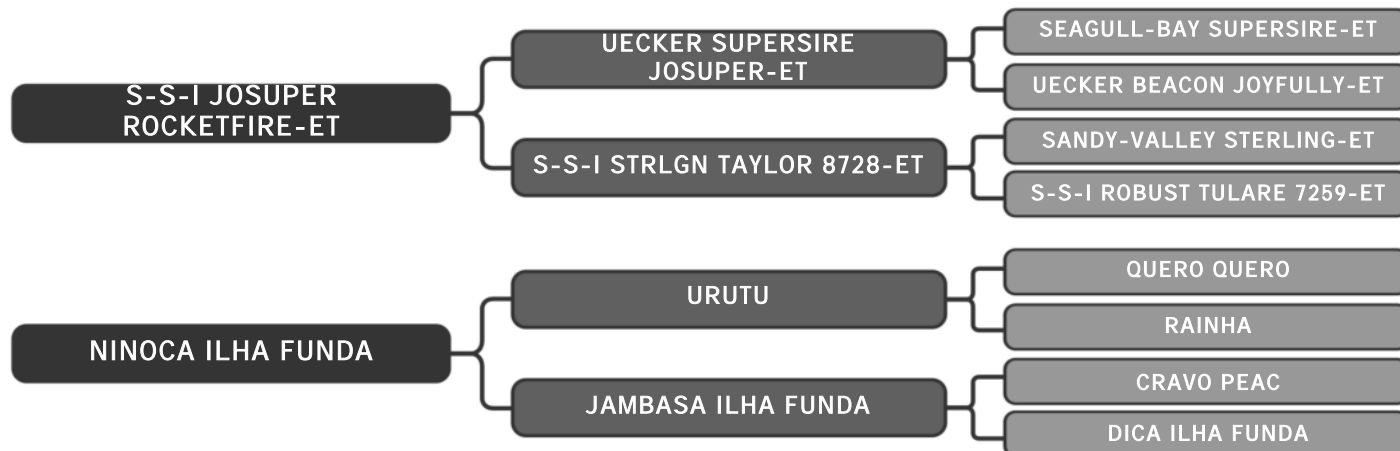 SEAGULL-BAY SUPERSIRE-ET
UECKER SUPERSIRE
JOSUPER-ET
UECKER BEACON JOYFULLY-ET
S-S-I JOSUPER
ROCKETFIRE-ET
SANDY-VALLEY STERLING-ET
S-S-I STRLGN TAYLOR 8728-ET
S-S-I ROBUST TULARE 7259-ET
QUERO QUERO
URUTU
RAINHA
NINOCA ILHA FUNDA
CRAVO PEAC
JAMBASA ILHA FUNDA
DICA ILHA FUNDA